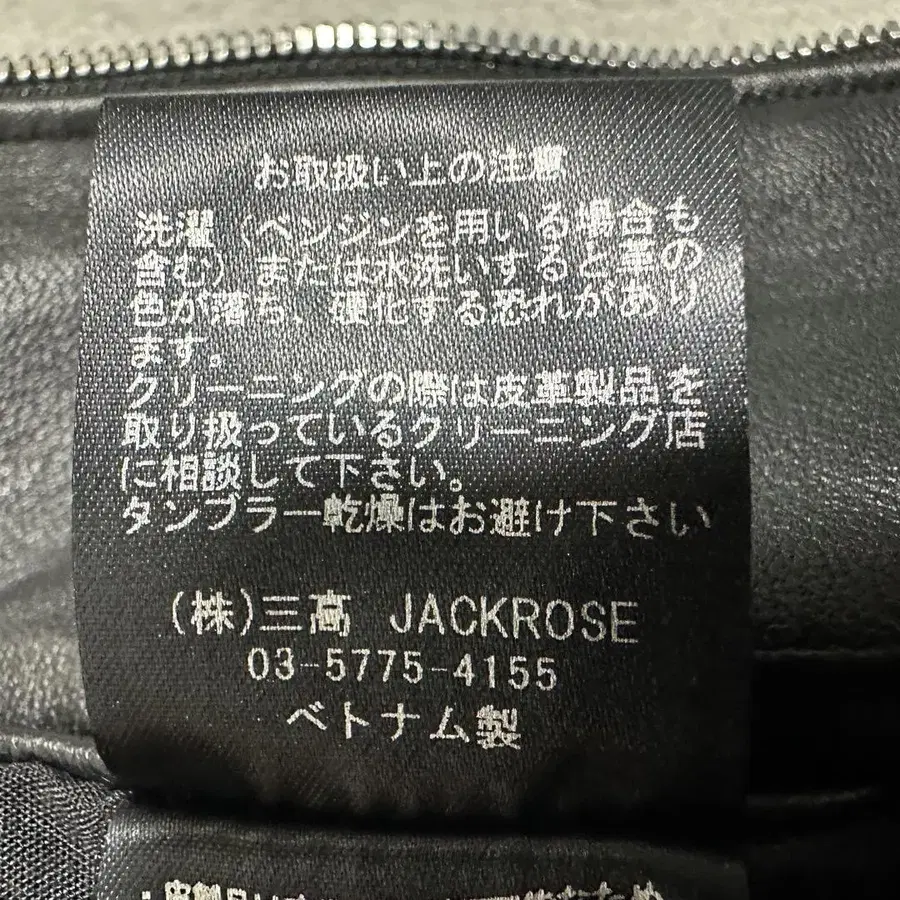 お取扱い上の注意
洗濯（ベンジンを用いる場合も
含む）または水洗いすると革の
色が落ち、硬化する恐れがあり
ます。
クリーニングの際は皮革製品を
取り扱っているクリーニング店
に相談して下さい。
タンブラー乾燥はお避け下さい
(株)三高 JACKROSE
03-5775-4155
ベトナム製